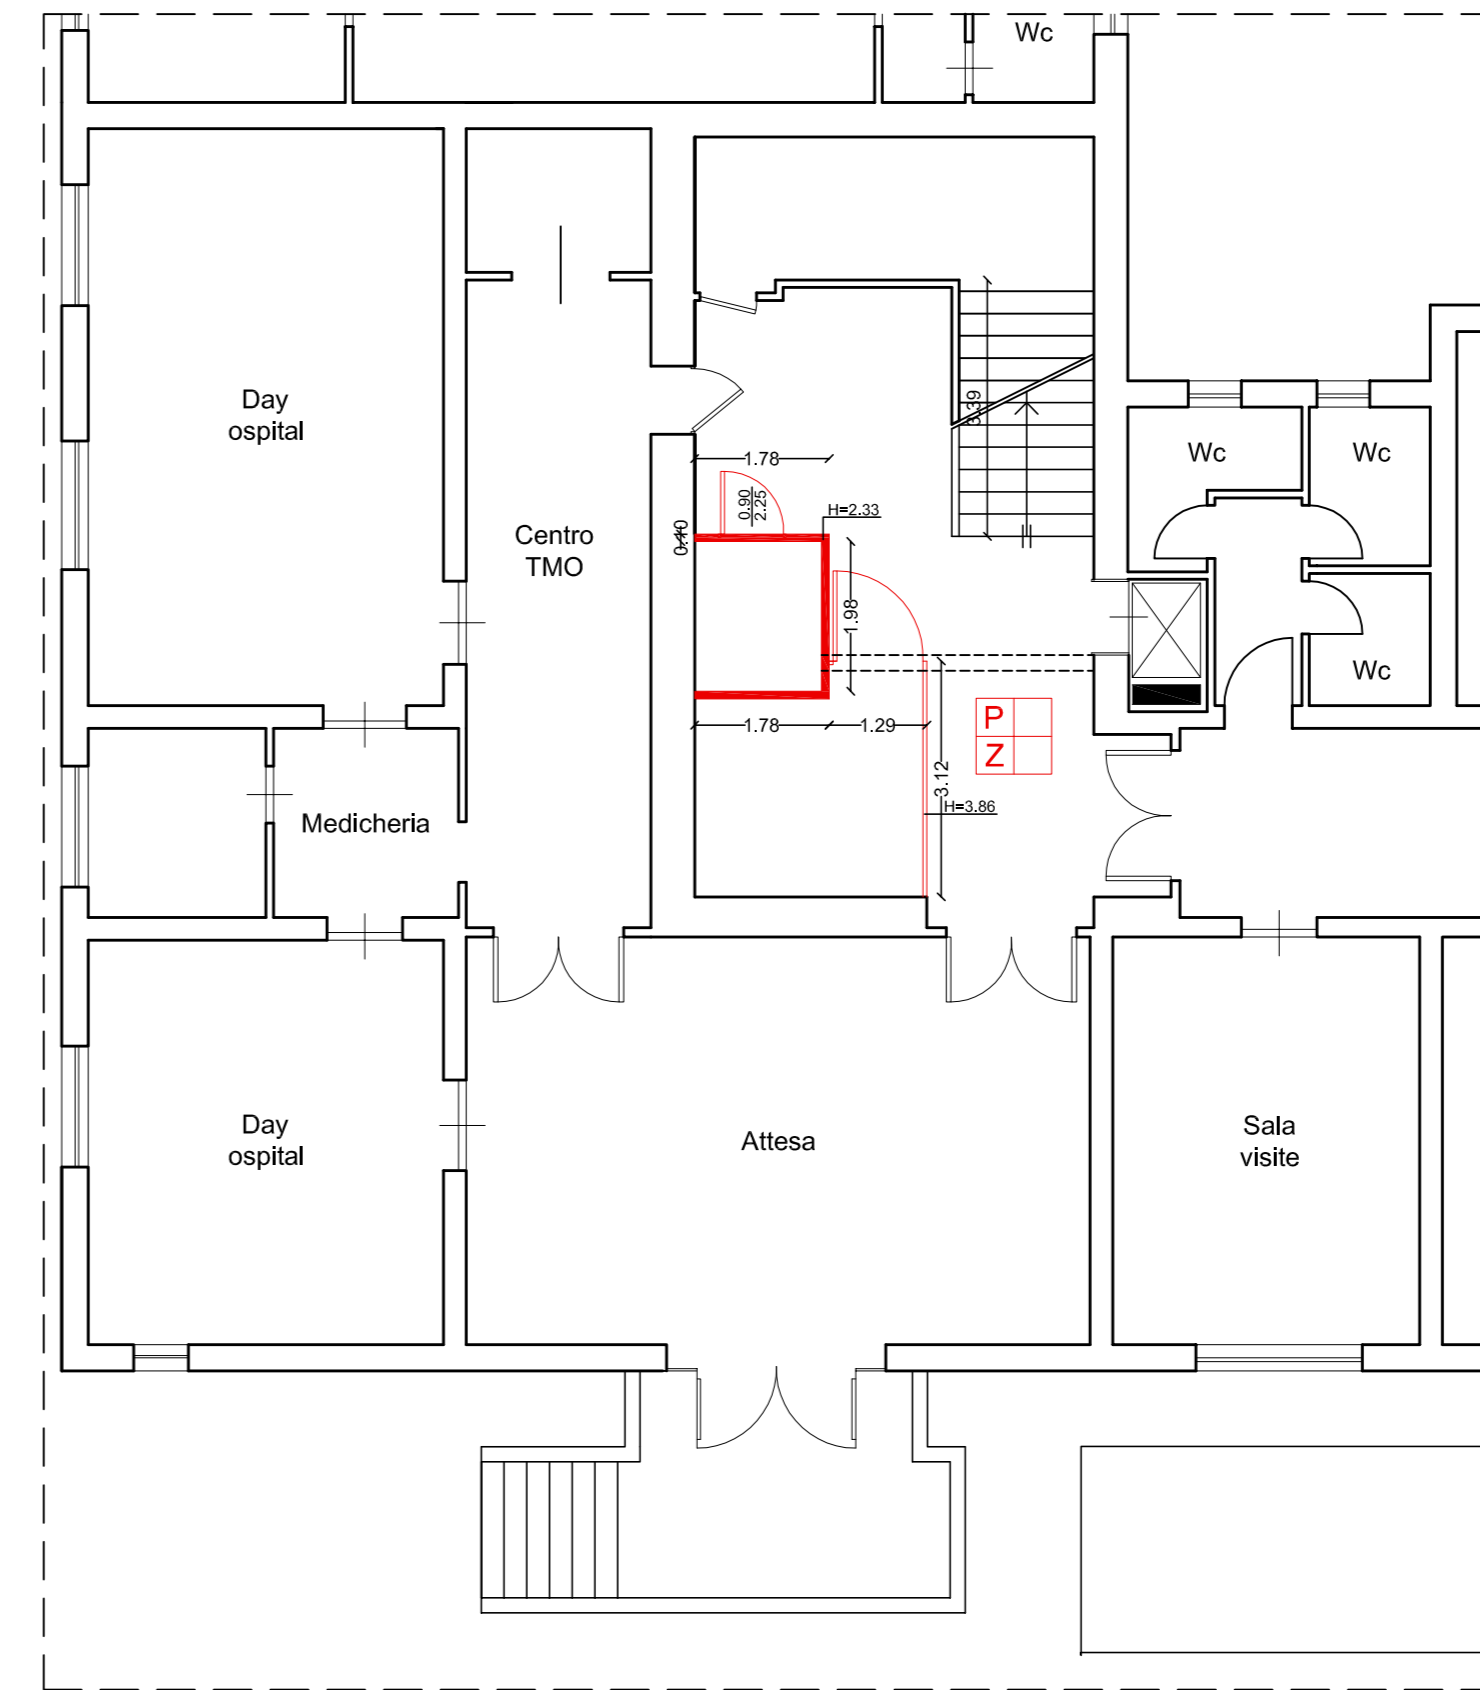 Wc
Day
ospital
3.39
Wc
Wc
1.78
0.90
2.25
H=2.33
0.10
Centro
TMO
1.98
Wc
P
Z
1.78
1.29
3.12
H=3.86
Medicheria
Day
ospital
Attesa
Sala
visite